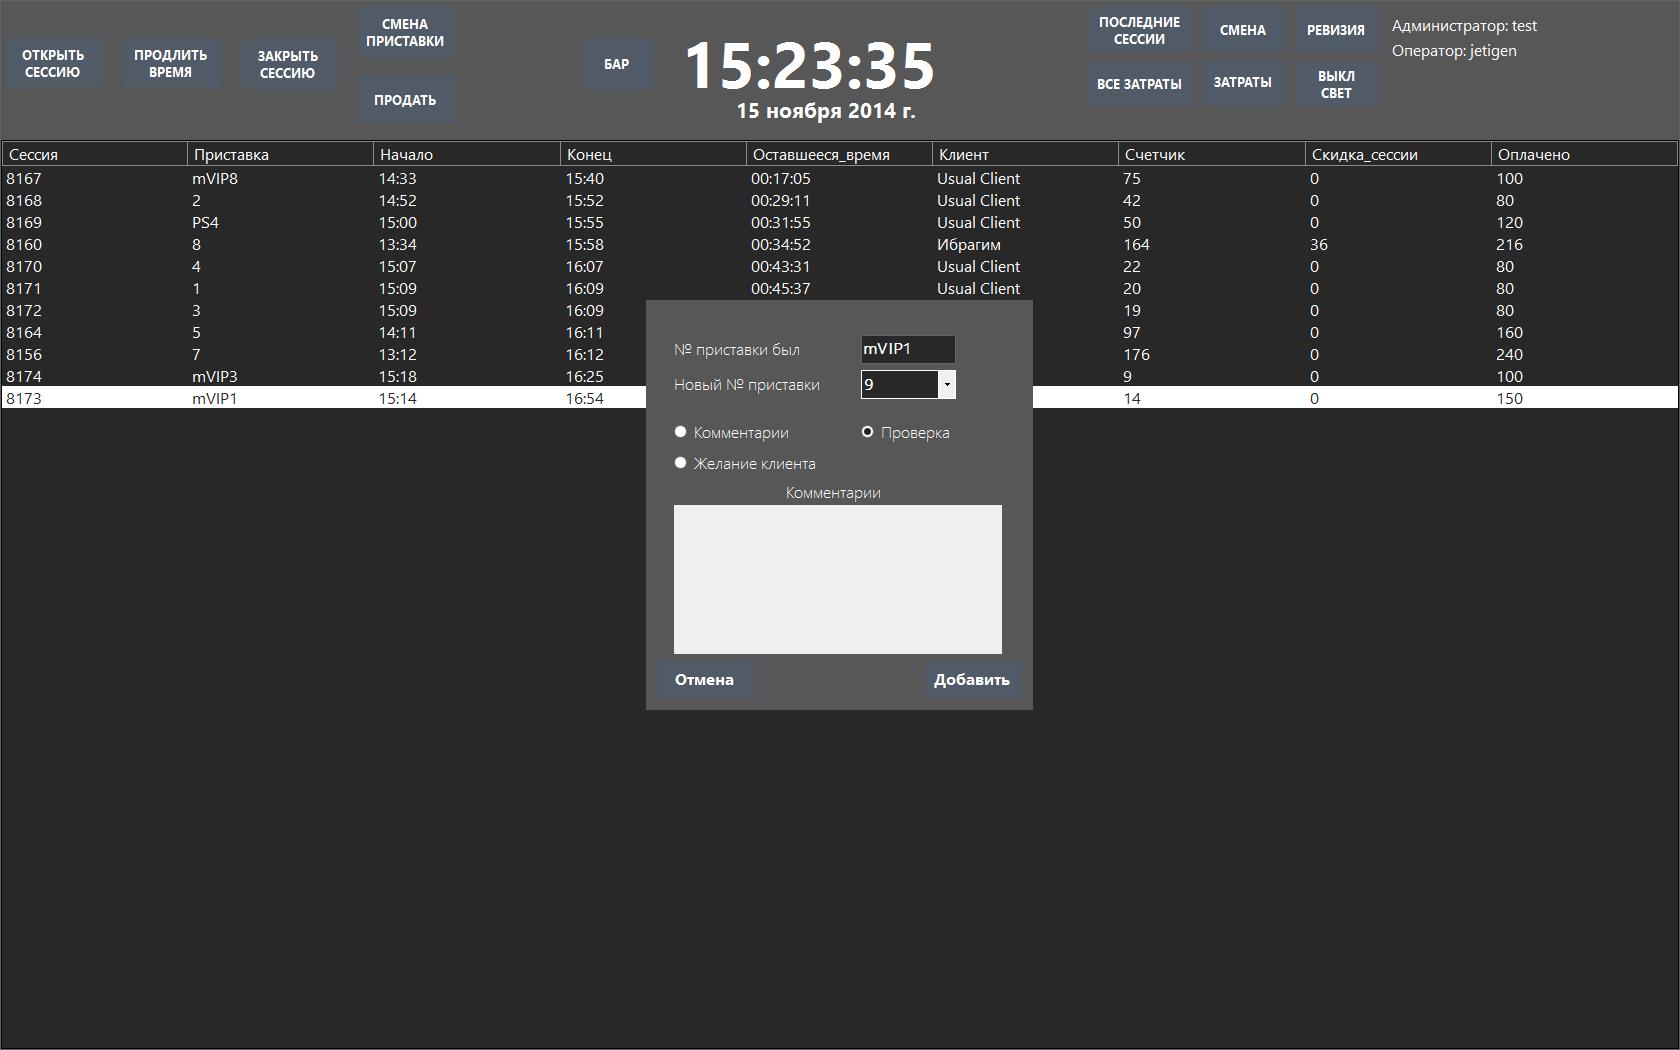 ОТКРЫТЬ
СЕССИЮ
ПРОДЛИТЬ
ВРЕМЯ
ЗАКРЫТЬ
СЕССИЮ
СМЕНА
ПРИСТАВКИ
ПРОДАТЬ
БАР
15:23:35
15 ноября 2014 г.
ПОСЛЕДНИЕ
СЕССИИ
СМЕНА
РЕВИЗИЯ
ВСЕ ЗАТРАТЫ
ЗАТРАТЫ
ВЫКЛ
СВЕТ
Администратор: test
Оператор: jetigen
Сессия Приставка Начало Конец Оставшееся_время Клиент Счетчик Скидка_сессии Оплачено
8167 mVIP8 14:33 15:40 00:17:05 Usual Client 75 0 100
8168 2 14:52 15:52 00:29:11 Usual Client 42 0 80
8169 PS4 15:00 15:55 00:31:55 Usual Client 50 0 120
8160 8 13:34 15:58 00:34:52 Ибрагим 164 36 216
8170 4 15:07 16:07 00:43:31 Usual Client 22 0 80
8171 1 15:09 16:09 00:45:37 Usual Client 20 0 80
8172 3 15:09 16:09 19 0 80
8164 5 14:11 16:11 97 0 160
8156 7 13:12 16:12 176 0 240
8174 mVIP3 15:18 16:25 9 0 100
8173 mVIP1 15:14 16:54 14 0 150
№ приставки был mVIP1
Новый № приставки 9
Комментарии Проверка
Желание клиента
Комментарии
Отмена Добавить